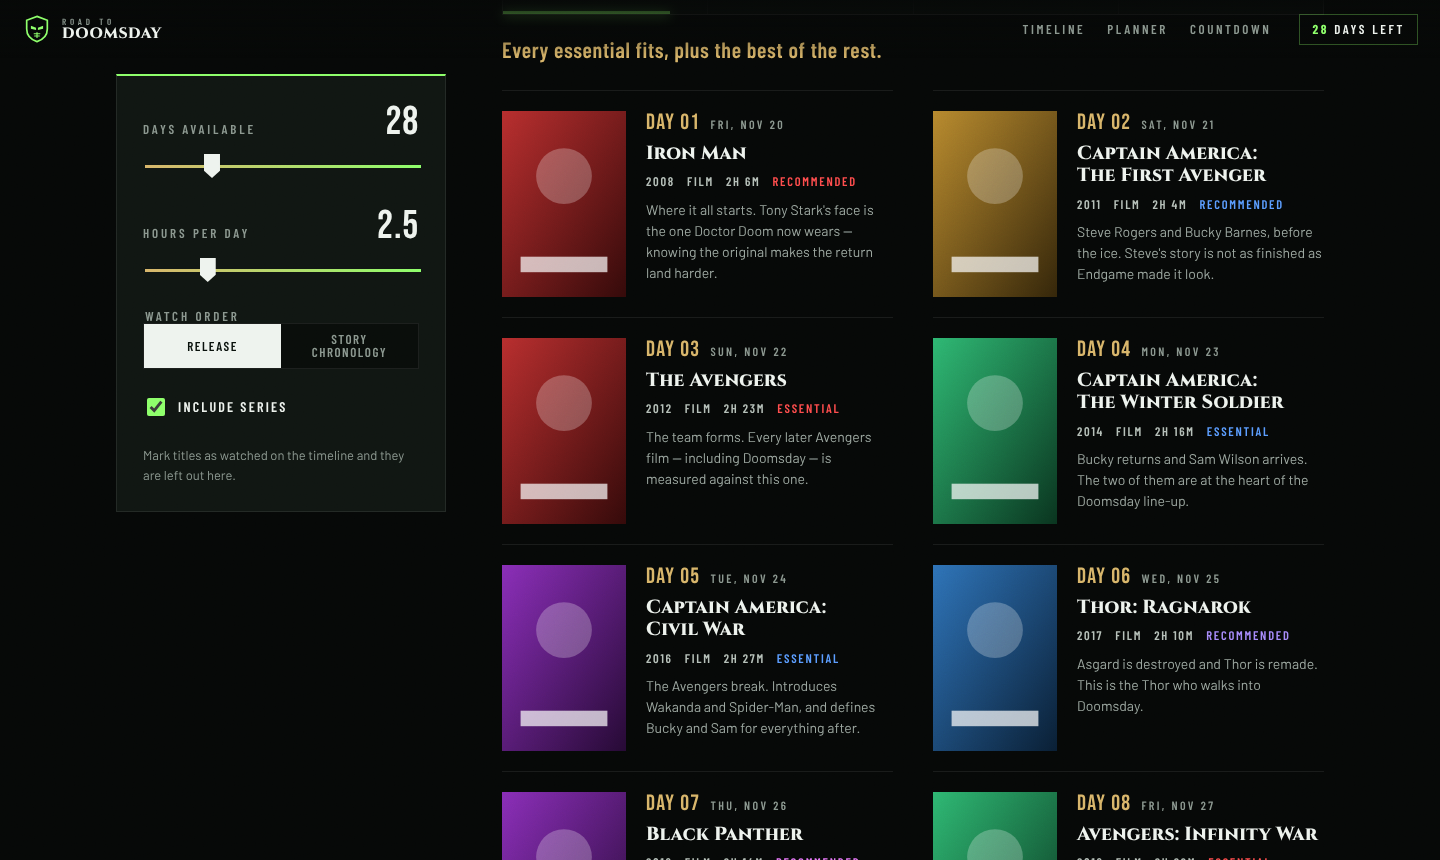 ROAD TO
DOOMSDAY
TIMELINE PLANNER COUNTDOWN 28 DAYS LEFT
DAYS AVAILABLE 28
HOURS PER DAY 2.5
WATCH ORDER
RELEASE
STORY
CHRONOLOGY
INCLUDE SERIES
Mark titles as watched on the timeline and they
are left out here.
Every essential fits, plus the best of the rest.
DAY 01 FRI, NOV 20
IRON MAN
2008 FILM 2H 6M RECOMMENDED
Where it all starts. Tony Stark's face is
the one Doctor Doom now wears —
knowing the original makes the return
land harder.
DAY 02 SAT, NOV 21
CAPTAIN AMERICA:
THE FIRST AVENGER
2011 FILM 2H 4M RECOMMENDED
Steve Rogers and Bucky Barnes, before
the ice. Steve's story is not as finished as
Endgame made it look.
DAY 03 SUN, NOV 22
THE AVENGERS
2012 FILM 2H 23M ESSENTIAL
The team forms. Every later Avengers
film — including Doomsday — is
measured against this one.
DAY 04 MON, NOV 23
CAPTAIN AMERICA:
THE WINTER SOLDIER
2014 FILM 2H 16M ESSENTIAL
Bucky returns and Sam Wilson arrives.
The two of them are at the heart of the
Doomsday line-up.
DAY 05 TUE, NOV 24
CAPTAIN AMERICA:
CIVIL WAR
2016 FILM 2H 27M ESSENTIAL
The Avengers break. Introduces
Wakanda and Spider-Man, and defines
Bucky and Sam for everything after.
DAY 06 WED, NOV 25
THOR: RAGNAROK
2017 FILM 2H 10M RECOMMENDED
Asgard is destroyed and Thor is remade.
This is the Thor who walks into
Doomsday.
DAY 07 THU, NOV 26
BLACK PANTHER
DAY 08 FRI, NOV 27
AVENGERS: INFINITY WAR